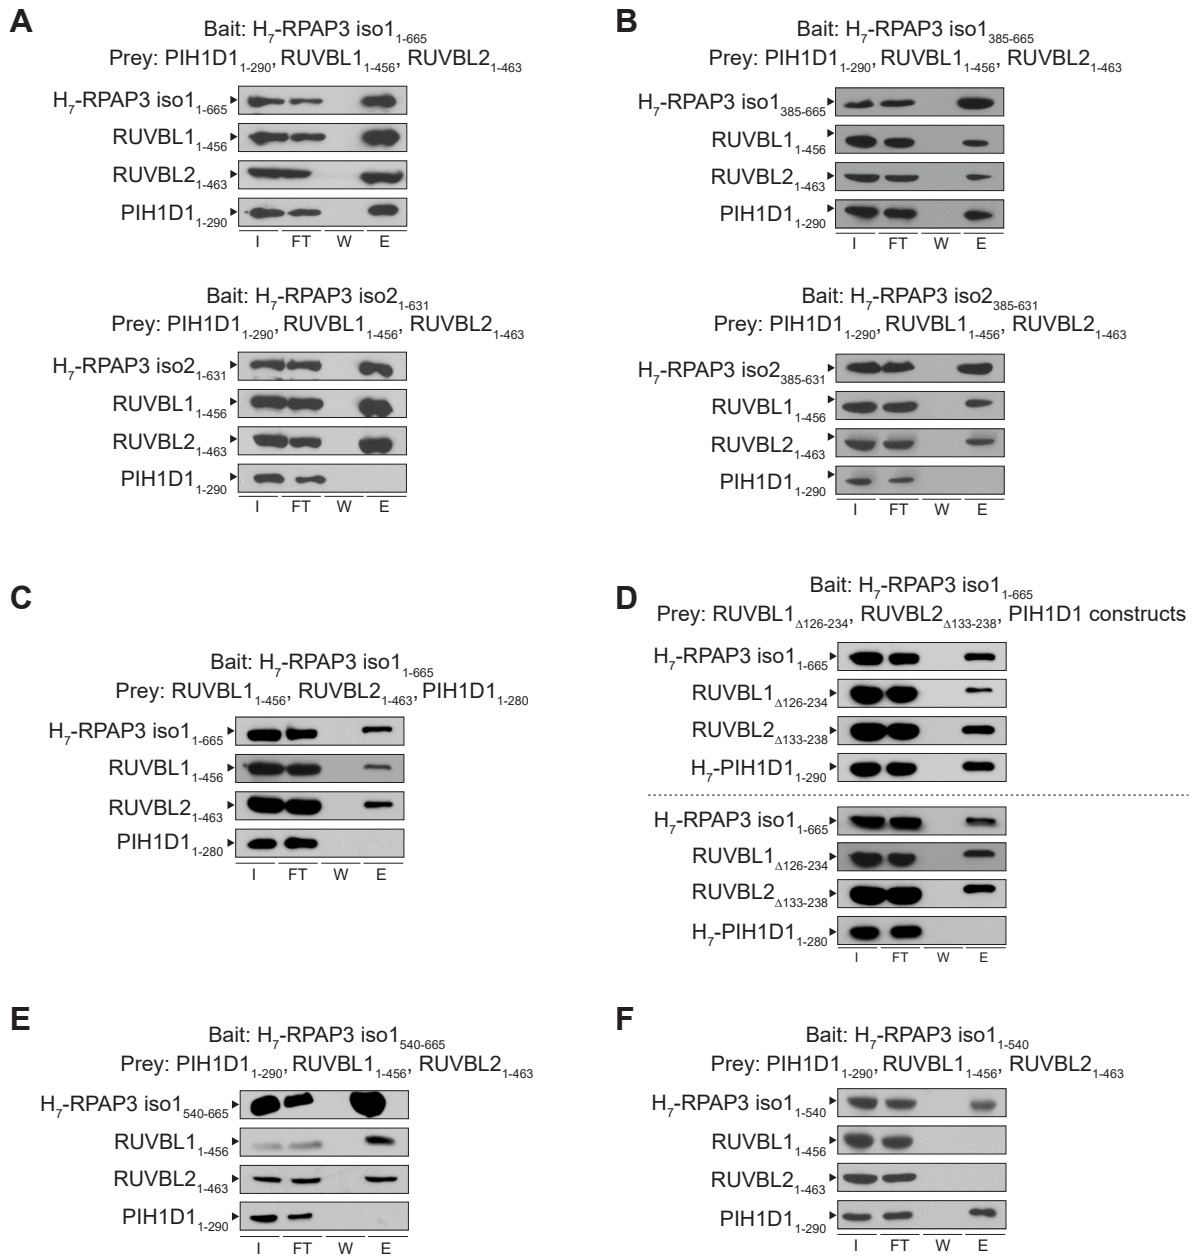 A
Bait: H7-RPAP3 iso11-665
Prey: PIH1D11-290, RUVBL11-456, RUVBL21-463
H7-RPAP3 iso11-665
RUVBL11-456
RUVBL21-463
PIH1D11-290
I FT W E
Bait: H7-RPAP3 iso21-631
Prey: PIH1D11-290, RUVBL11-456, RUVBL21-463
H7-RPAP3 iso21-631
RUVBL11-456
RUVBL21-463
PIH1D11-290
I FT W E
B
Bait: H7-RPAP3 iso1385-665
Prey: PIH1D11-290, RUVBL11-456, RUVBL21-463
H7-RPAP3 iso1385-665
RUVBL11-456
RUVBL21-463
PIH1D11-290
I FT W E
Bait: H7-RPAP3 iso2385-631
Prey: PIH1D11-290, RUVBL11-456, RUVBL21-463
H7-RPAP3 iso2385-631
RUVBL11-456
RUVBL21-463
PIH1D11-290
I FT W E
C
Bait: H7-RPAP3 iso11-665
Prey: RUVBL11-456, RUVBL21-463, PIH1D11-280
H7-RPAP3 iso11-665
RUVBL11-456
RUVBL21-463
PIH1D11-280
I FT W E
D
Bait: H7-RPAP3 iso11-665
Prey: RUVBL1Δ126-234, RUVBL2Δ133-238, PIH1D1 constructs
H7-RPAP3 iso11-665
RUVBL1Δ126-234
RUVBL2Δ133-238
H7-PIH1D11-290
H7-RPAP3 iso11-665
RUVBL1Δ126-234
RUVBL2Δ133-238
H7-PIH1D11-280
I FT W E
E
Bait: H7-RPAP3 iso1540-665
Prey: PIH1D11-290, RUVBL11-456, RUVBL21-463
H7-RPAP3 iso1540-665
RUVBL11-456
RUVBL21-463
PIH1D11-290
I FT W E
F
Bait: H7-RPAP3 iso11-540
Prey: PIH1D11-290, RUVBL11-456, RUVBL21-463
H7-RPAP3 iso11-540
RUVBL11-456
RUVBL21-463
PIH1D11-290
I FT W E